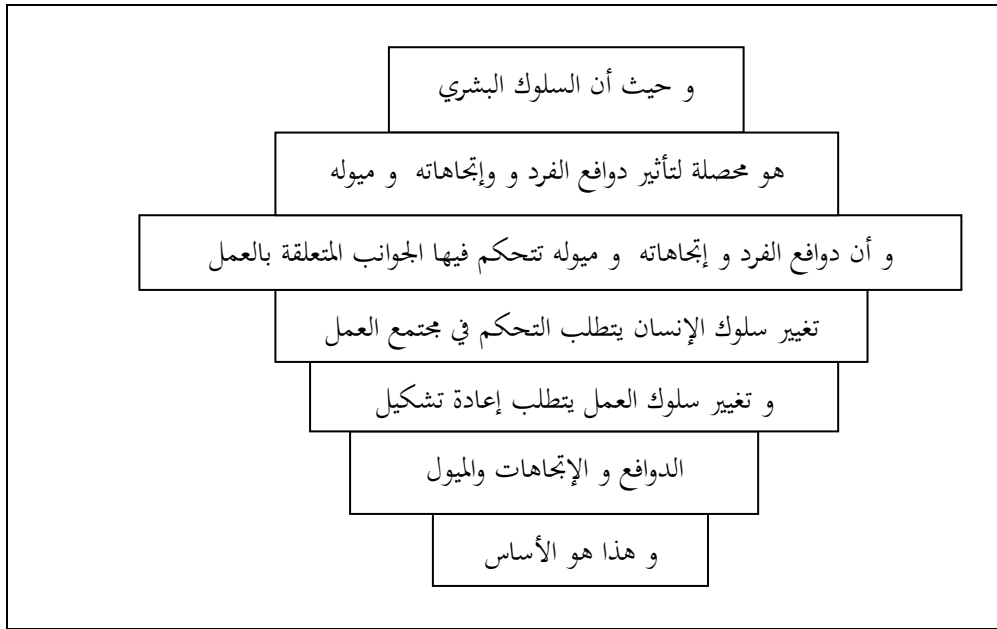 و حيث أن السلوك البشري
هو محصلة لتأثير دوافع الفرد و وإتجاهاته و ميوله
و أن دوافع الفرد و إتجاهاته و ميوله تتحكم فيها الجوانب المتعلقة بالعمل
تغيير سلوك الإنسان يتطلب التحكم في مجتمع العمل
و تغيير سلوك العمل يتطلب إعادة تشكيل
الدوافع و الإتجاهات والميول
و هذا هو الأساس